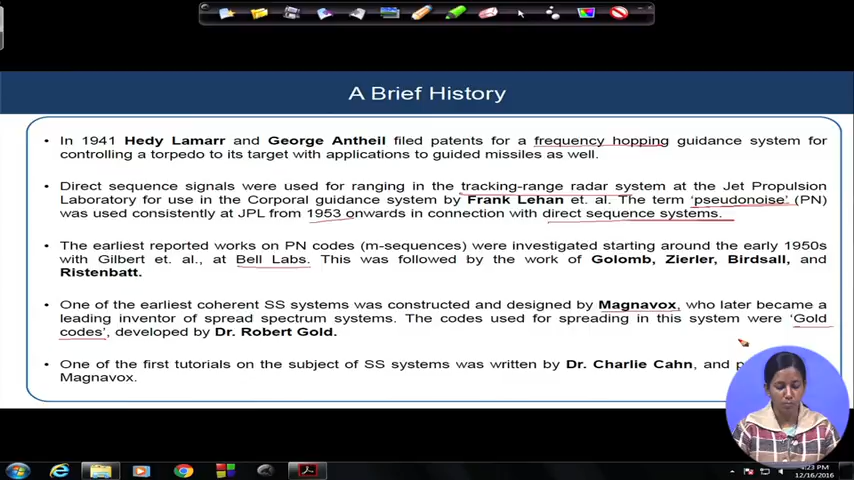 A Brief History
• In 1941 Hedy Lamarr and George Antheil filed patents for a frequency hopping guidance system for
controlling a torpedo to its target with applications to guided missiles as well.
• Direct sequence signals were used for ranging in the tracking-range radar system at the Jet Propulsion
Laboratory for use in the Corporal guidance system by Frank Lehan et. al. The term 'pseudonoise' (PN)
was used consistently at JPL from 1953 onwards in connection with direct sequence systems.
• The earliest reported works on PN codes (m-sequences) were investigated starting around the early 1950s
with Gilbert et. al., at Bell Labs. This was followed by the work of Golomb, Zierler, Birdsall, and
Ristenbatt.
• One of the earliest coherent SS systems was constructed and designed by Magnavox, who later became a
leading inventor of spread spectrum systems. The codes used for spreading in this system were 'Gold
codes', developed by Dr. Robert Gold.
• One of the first tutorials on the subject of SS systems was written by Dr. Charlie Cahn, and
Magnavox.
4:23 PM
12/16/2016